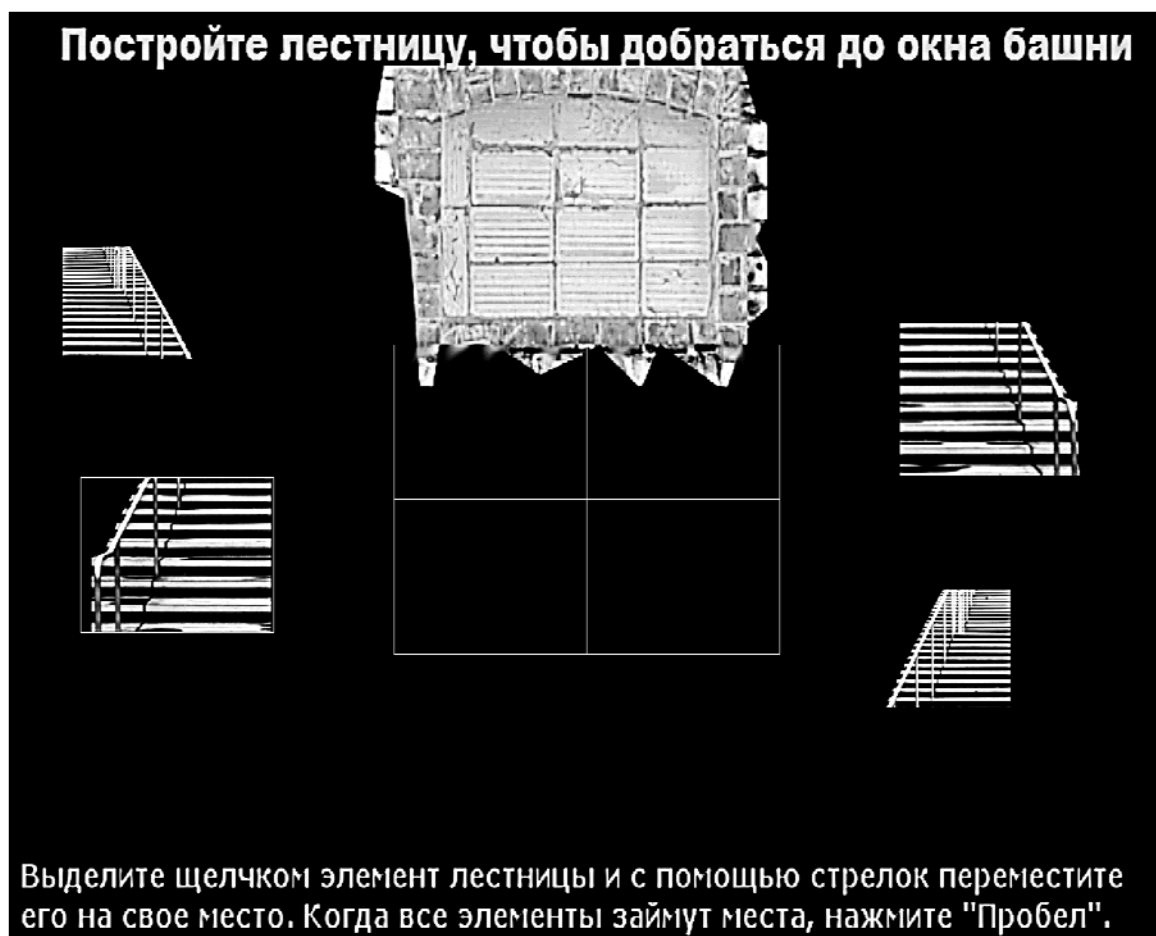 Постройте лестницу, чтобы добраться до окна башни
Выделите щелчком элемент лестницы и с помощью стрелок переместите
его на свое место. Когда все элементы займут места, нажмите "Пробел".